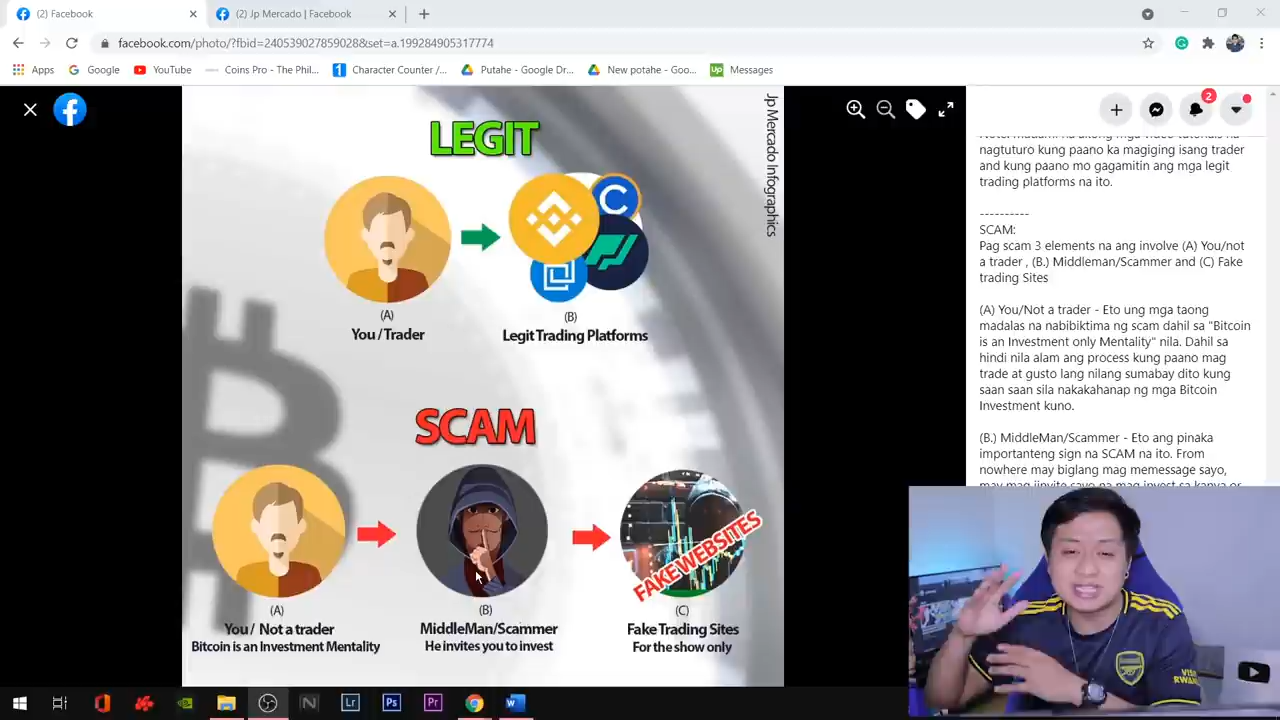 (2) Facebook
(2) Jp Mercado | Facebook
facebook.com/photo/?fbid=240539027859028&set=a.199284905317774
Apps
Google
YouTube
Coins Pro - The Phil...
Character Counter /...
Putahe - Google Dr...
New potahe - Goo...
Up
Messages
2
LEGIT
Jp Mercado Infographics
(A)
You / Trader
(B)
Legit Trading Platforms
SCAM
FAKE WEBSITES
(A)
You / Not a trader
Bitcoin is an Investment Mentality
(B)
MiddleMan/Scammer
He invites you to invest
(C)
Fake Trading Sites
For the show only
nagtuturo kung paano ka magiging isang trader
and kung paano mo gagamitin ang mga legit
trading platforms na ito.
----------
SCAM:
Pag scam 3 elements na ang involve (A) You/not
a trader , (B.) Middleman/Scammer and (C) Fake
trading Sites
(A) You/Not a trader - Eto ung mga taong
madalas na nabibiktima ng scam dahil sa "Bitcoin
is an Investment only Mentality" nila. Dahil sa
hindi nila alam ang process kung paano mag
trade at gusto lang nilang sumabay dito kung
saan saan sila nakakahanap ng mga Bitcoin
Investment kuno.
(B.) MiddleMan/Scammer - Eto ang pinaka
importanteng sign na SCAM na ito. From
nowhere may biglang mag memessage sayo,
Lr
Ps
Pr